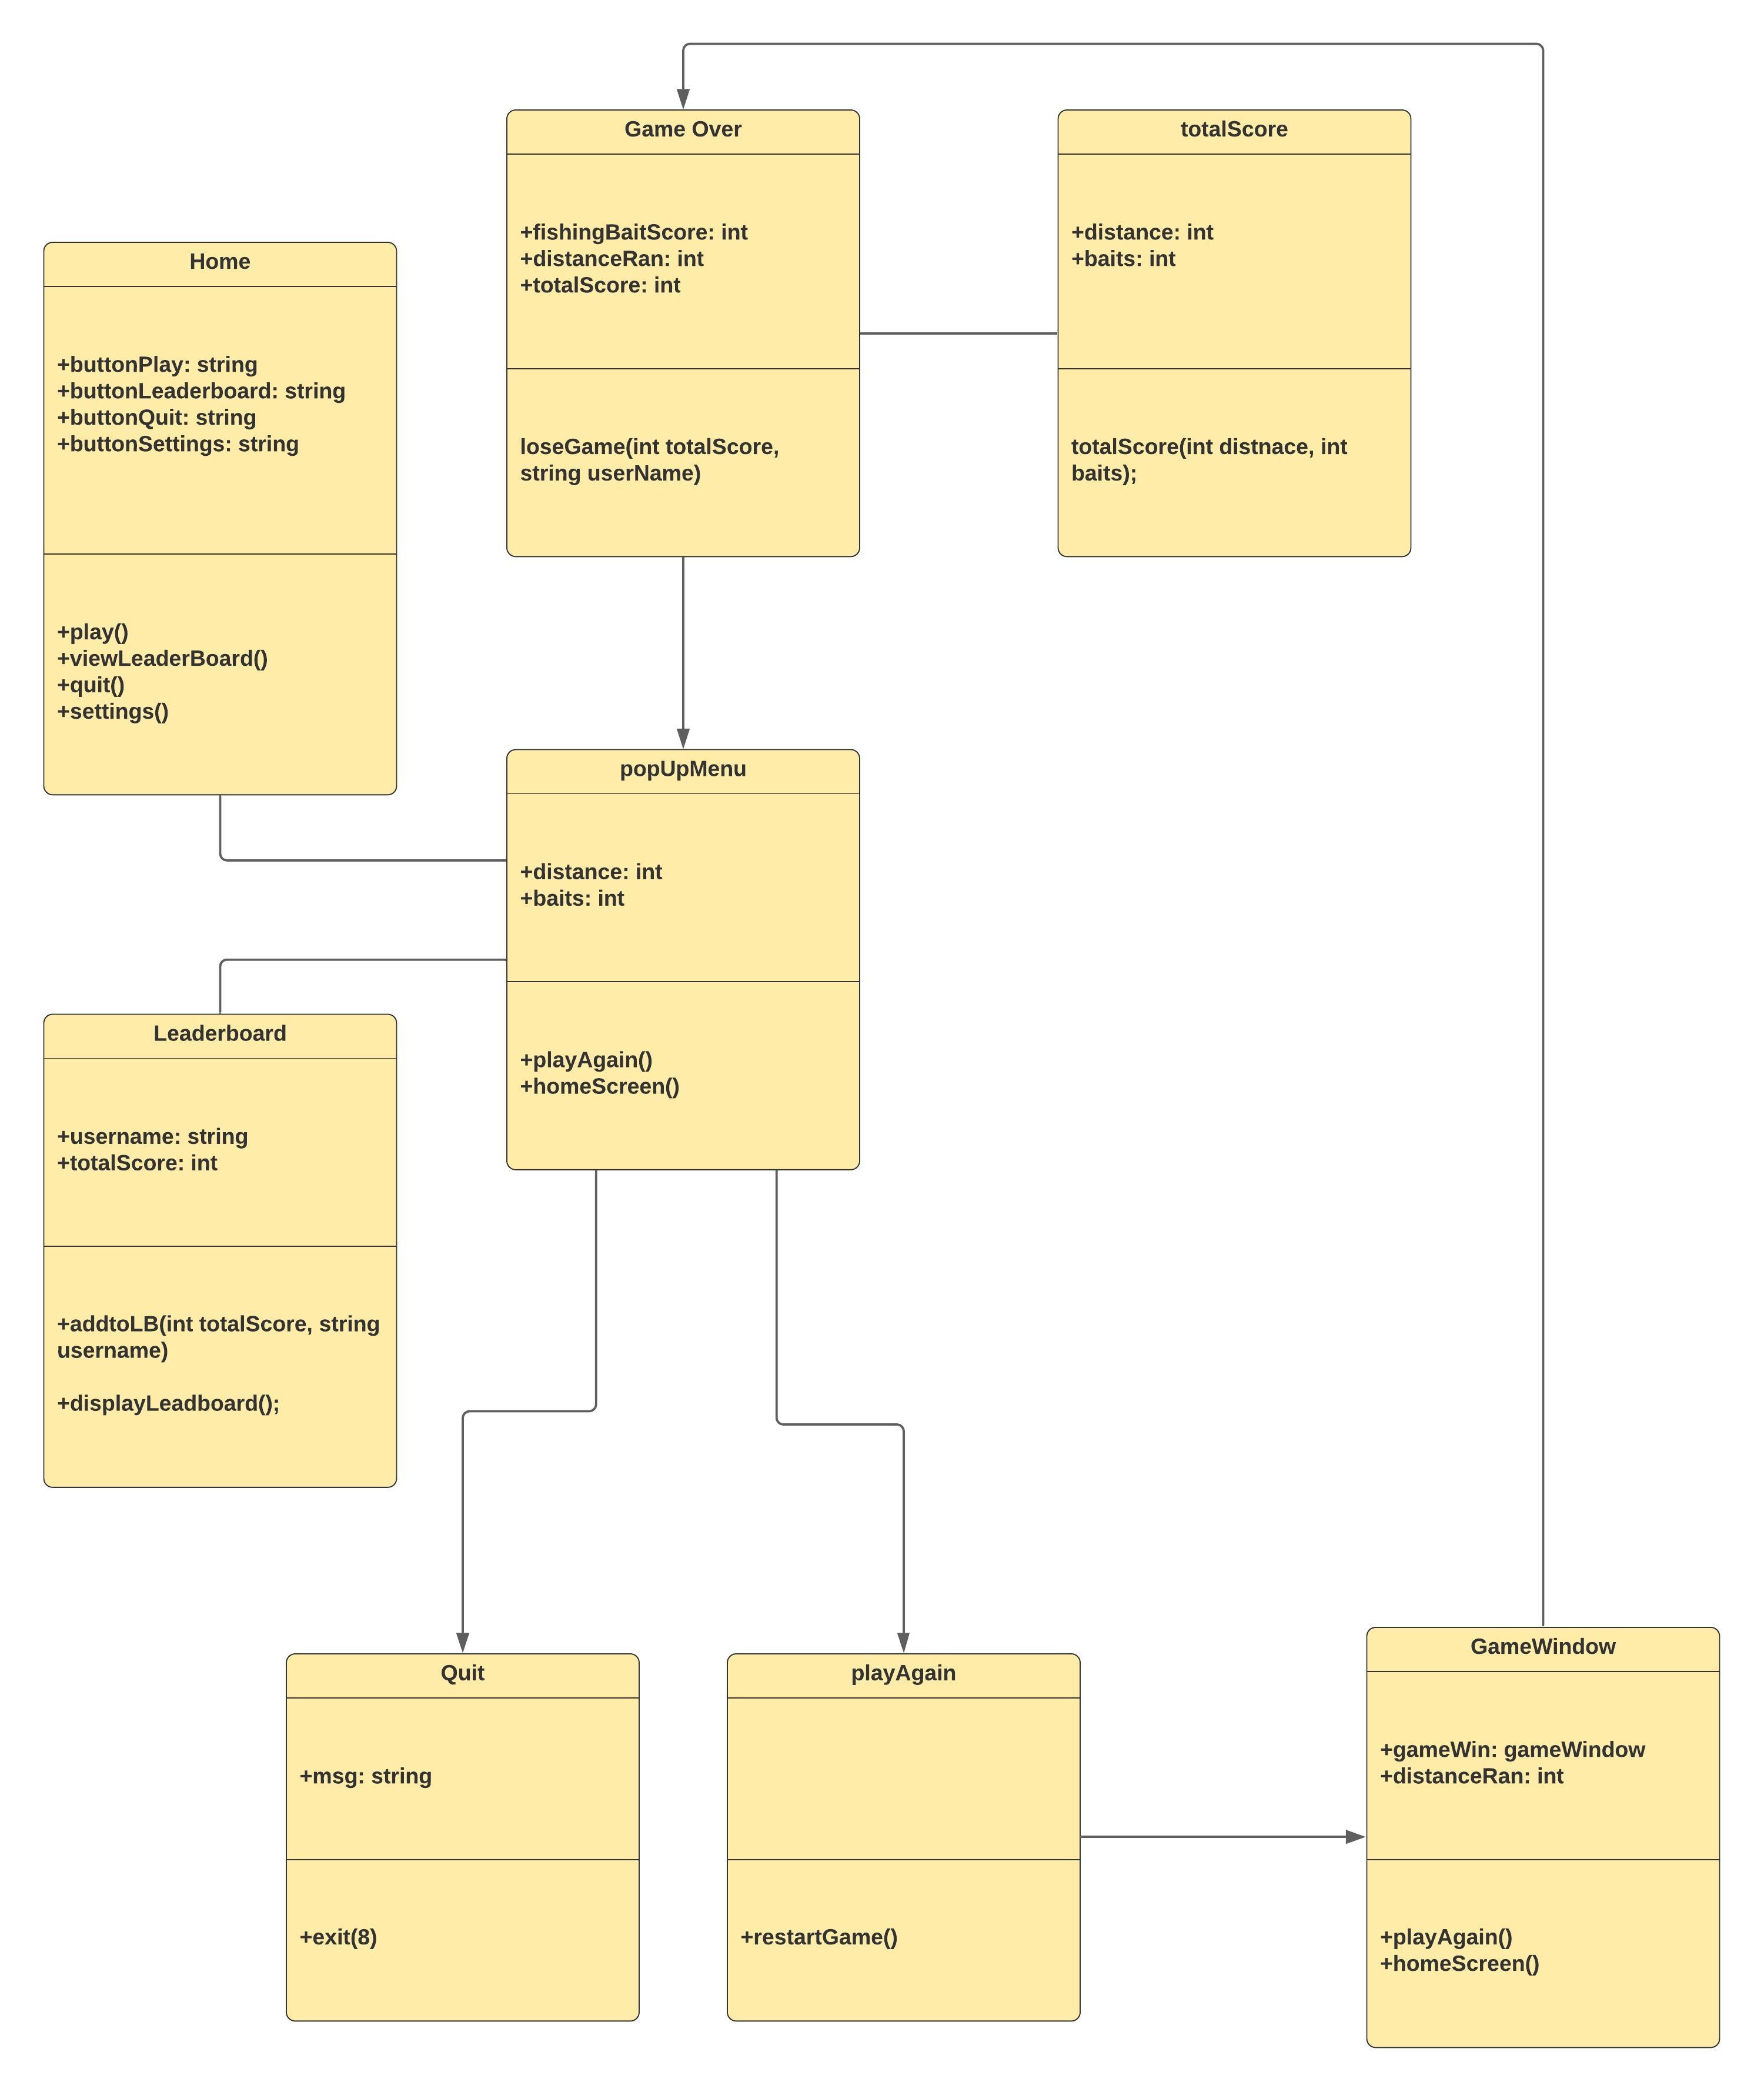 Game Over
+fishingBaitScore: int
+distanceRan: int
+totalScore: int
loseGame(int totalScore,
string userName)
totalScore
+distance: int
+baits: int
totalScore(int distnace, int
baits);
Home
+buttonPlay: string
+buttonLeaderboard: string
+buttonQuit: string
+buttonSettings: string
+play()
+viewLeaderBoard()
+quit()
+settings()
popUpMenu
+distance: int
+baits: int
+playAgain()
+homeScreen()
Leaderboard
+username: string
+totalScore: int
+addtoLB(int totalScore, string
username)
+displayLeadboard();
Quit
+msg: string
+exit(8)
playAgain
+restartGame()
GameWindow
+gameWin: gameWindow
+distanceRan: int
+playAgain()
+homeScreen()